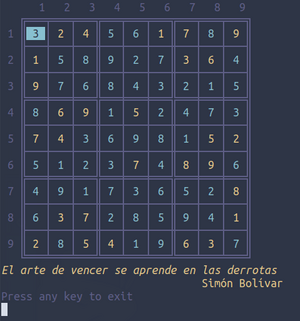 1 2 3 4 5 6 7 8 9
1 3 2 4 5 6 1 7 8 9
2 1 5 8 9 2 7 3 6 4
3 9 7 6 8 4 3 2 1 5
4 8 6 9 1 5 2 4 7 3
5 7 4 3 6 9 8 1 5 2
6 5 1 2 3 7 4 8 9 6
7 4 9 1 7 3 6 5 2 8
8 6 3 7 2 8 5 9 4 1
9 2 8 5 4 1 9 6 3 7
El arte de vencer se aprende en las derrotas
Simón Bolivar
Press any key to exit